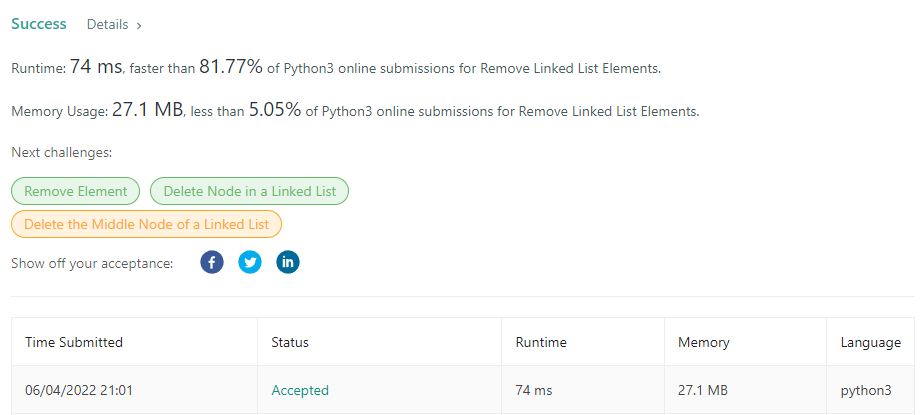 Success Details >
Runtime: 74 ms, faster than 81.77% of Python3 online submissions for Remove Linked List Elements.
Memory Usage: 27.1 MB, less than 5.05% of Python3 online submissions for Remove Linked List Elements.
Next challenges:
Remove Element Delete Node in a Linked List
Delete the Middle Node of a Linked List
Show off your acceptance: f in
Time Submitted Status Runtime Memory Language
06/04/2022 21:01 Accepted 74 ms 27.1 MB python3